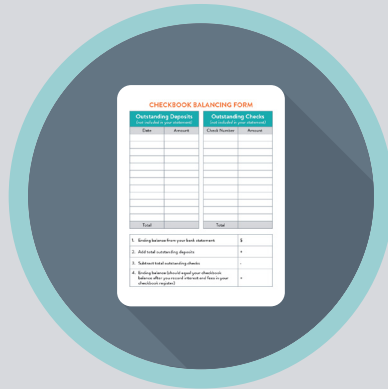 CHECKBOOK BALANCING FORM
Outstanding Deposits
(not included in your statement)
Outstanding Checks
(not included in your statement)
Date Amount Check Number Amount
Total Total
1. Ending balance from your bank statement $
2. Add total outstanding deposits +
3. Subtract total outstanding checks -
4. Ending balance (should equal your checkbook
balance after you record interest and fees in your
checkbook register) =